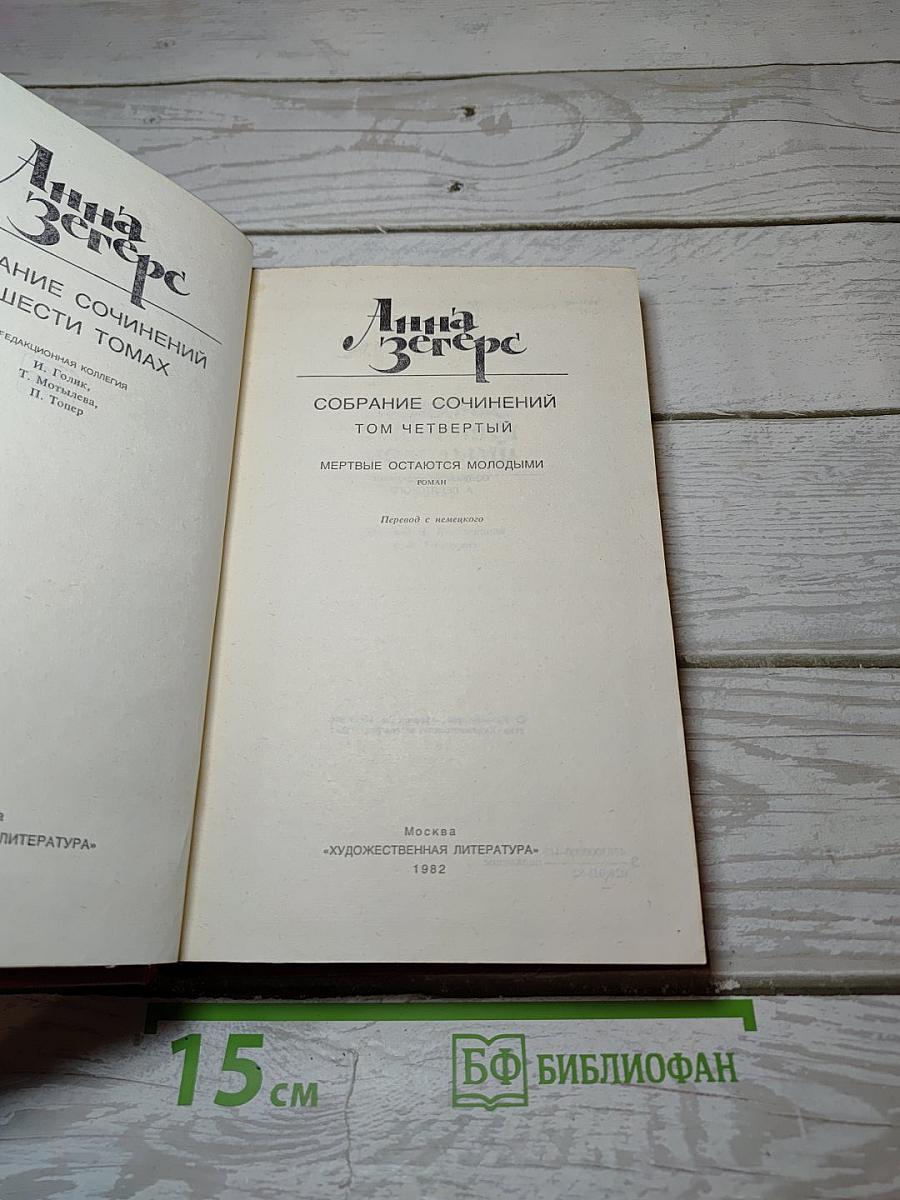 Анна
Зегерс
АНИЕ СОЧИНЕНИЙ
ШЕСТИ ТОМАХ
РЕДАКЦИОННАЯ КОЛЛЕГИЯ
И. Голик,
Т. Мотылева,
П. Топер
ЛИТЕРАТУРА»
Анна
Зегерс
СОБРАНИЕ СОЧИНЕНИЙ
ТОМ ЧЕТВЕРТЫЙ
МЕРТВЫЕ ОСТАЮТСЯ МОЛОДЫМИ
РОМАН
Перевод с немецкого
Москва
«ХУДОЖЕСТВЕННАЯ ЛИТЕРАТУРА»
1982
15 см
БФ БИБЛИОФАН